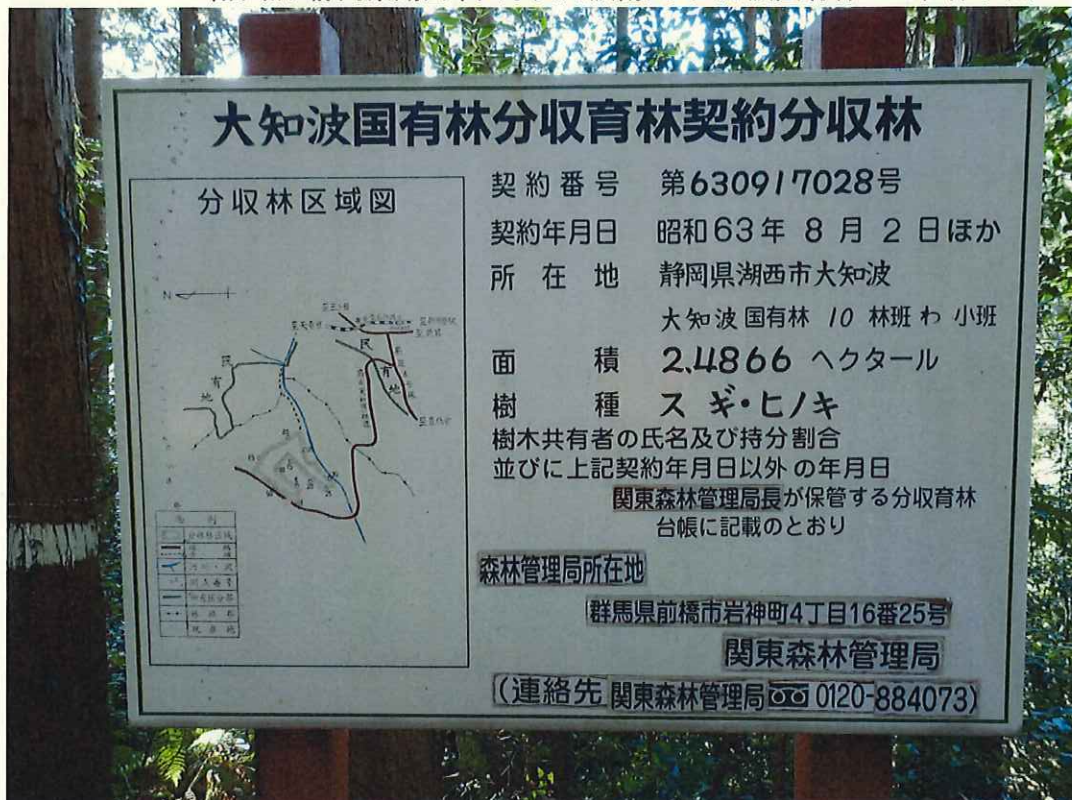 大知波国有林分収育林契約分収林
分収林区域図
N
民有地
民有地
契約番号 第630917028号
契約年月日 昭和63年 8月 2日ほか
所在地 静岡県湖西市大知波
大知波国有林 10 林班 わ 小班
面積 2.4866 ヘクタール
樹種 スギ・ヒノキ
樹木共有者の氏名及び持分割合
並びに上記契約年月日以外の年月日
関東森林管理局長が保管する分収育林
台帳に記載のとおり
森林管理局所在地
群馬県前橋市岩神町4丁目16番25号
関東森林管理局
(連絡先 関東森林管理局 0120-884073)